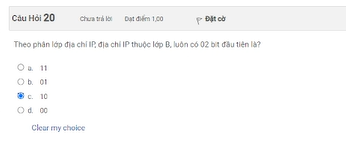 Câu Hỏi 20 Chưa trả lời Đạt điểm 1,00 Đặt cờ
Theo phân lớp địa chỉ IP, địa chỉ IP thuộc lớp B, luôn có 02 bit đầu tiên là?
a. 11
b. 01
c. 10
d. 00
Clear my choice